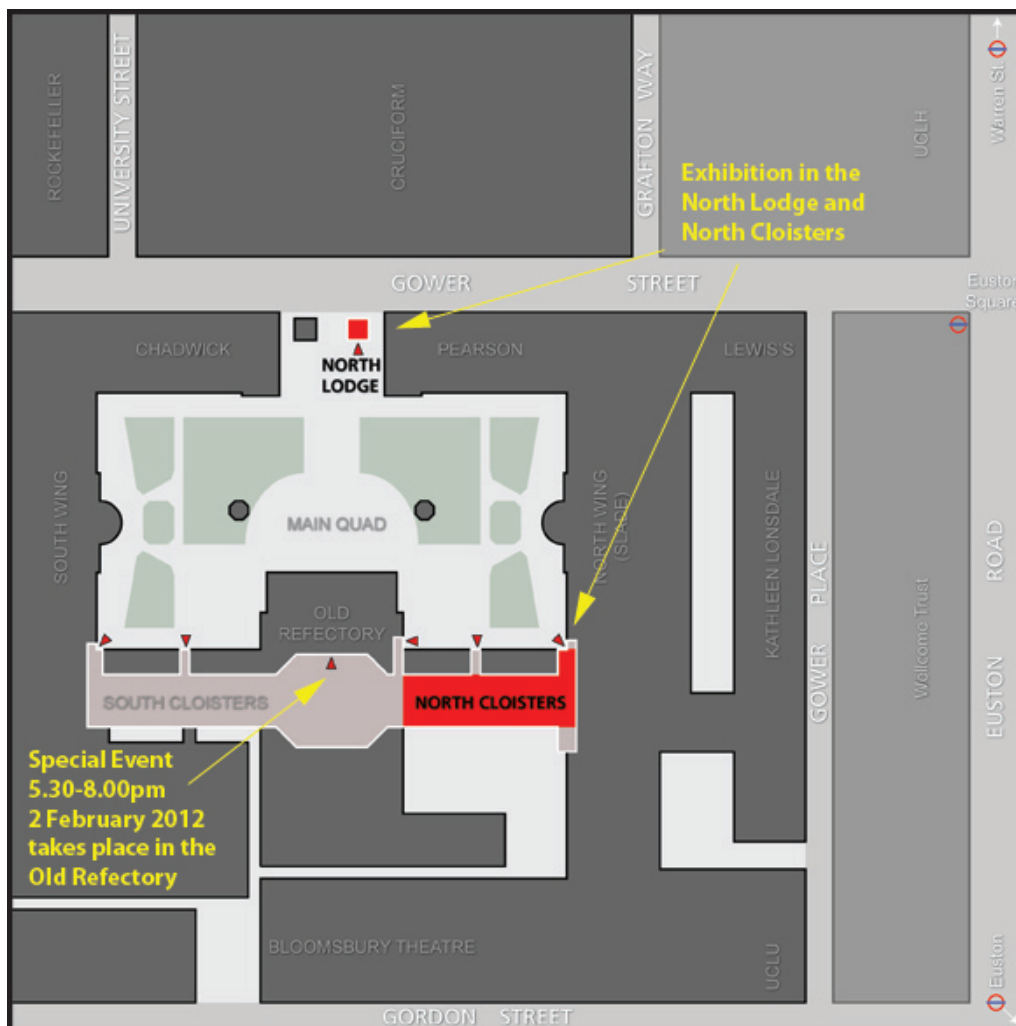 ROCKEFELLER
UNIVERSITY STREET
CRUCIFORM
GRAFTON WAY
UCLH
Warren St.
Exhibition in the
North Lodge and
North Cloisters
GOWER STREET
Euston
Square
CHADWICK
NORTH
LODGE
PEARSON
LEWIS'S
SOUTH WING
MAIN QUAD
NORTH WING
(SLADE)
KATHLEEN LONSDALE
GOWER PLACE
Wellcome Trust
EUSTON ROAD
OLD
REFECTORY
SOUTH CLOISTERS
NORTH CLOISTERS
Special Event
5.30-8.00pm
2 February 2012
takes place in the
Old Refectory
BLOOMSBURY THEATRE
UCLU
Euston
GORDON STREET